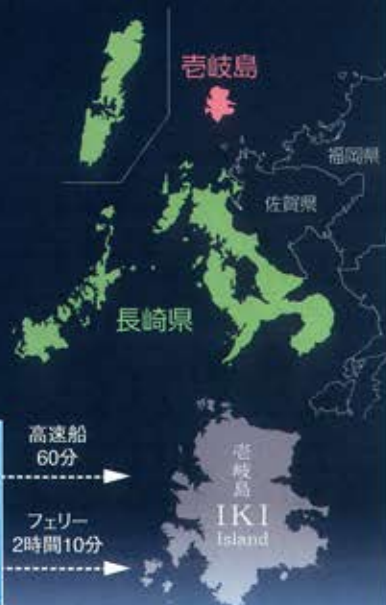 壱岐島
福岡県
佐賀県
長崎県
高速船
60分
フェリー
2時間10分
壱岐島
IKI
Island